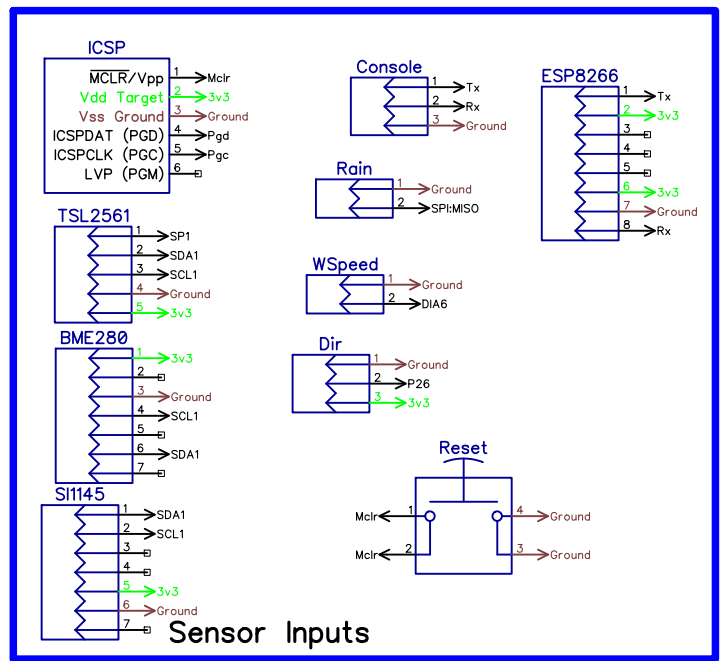 ICSP
MCLR/Vpp 1 Mclr
Vdd Target 2 3v3
Vss Ground 3 Ground
ICSPDAT (PGD) 4 Pgd
ICSPCLK (PGC) 5 Pgc
LVP (PGM) 6
Console
1 Tx
2 Rx
3 Ground
ESP8266
1 Tx
2 3v3
3
4
5
6 3v3
7 Ground
8 Rx
Rain
1 Ground
2 SPI:MISO
TSL2561
1 SP1
2 SDA1
3 SCL1
4 Ground
5 3v3
WSpeed
1 Ground
2 DIA6
BME280
1 3v3
2
3 Ground
4 SCL1
5
6 SDA1
7
Dir
1 Ground
2 P26
3 3v3
SI1145
1 SDA1
2 SCL1
3
4
5 3v3
6 Ground
7
Reset
Mclr 1 4 Ground
Mclr 2 3 Ground
Sensor Inputs